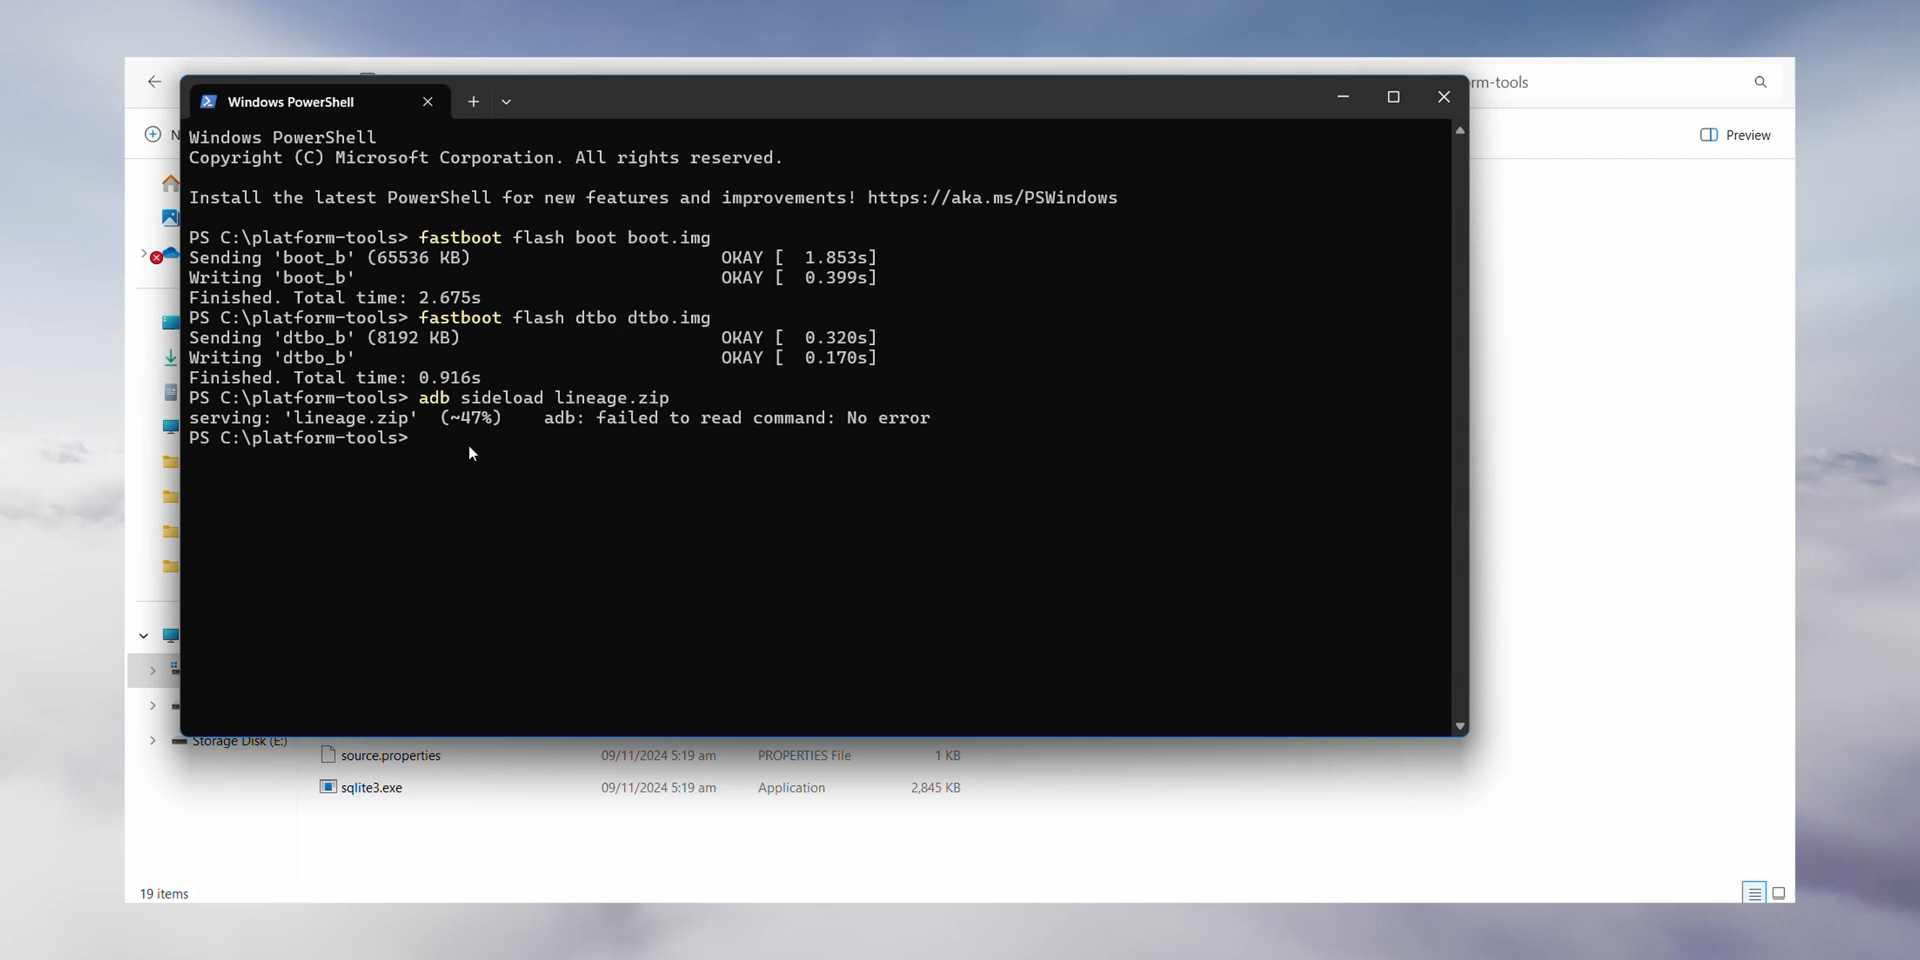 rm-tools
Windows PowerShell
N
Preview
Windows PowerShell
Copyright (C) Microsoft Corporation. All rights reserved.
Install the latest PowerShell for new features and improvements! https://aka.ms/PSWindows
PS C:\platform-tools> fastboot flash boot boot.img
Sending 'boot_b' (65536 KB) OKAY [ 1.853s]
Writing 'boot_b' OKAY [ 0.399s]
Finished. Total time: 2.675s
PS C:\platform-tools> fastboot flash dtbo dtbo.img
Sending 'dtbo_b' (8192 KB) OKAY [ 0.320s]
Writing 'dtbo_b' OKAY [ 0.170s]
Finished. Total time: 0.916s
PS C:\platform-tools> adb sideload lineage.zip
serving: 'lineage.zip' (~47%) adb: failed to read command: No error
PS C:\platform-tools>
Storage Disk (E:)
source.properties 09/11/2024 5:19 am PROPERTIES File 1 KB
sqlite3.exe 09/11/2024 5:19 am Application 2,845 KB
19 items